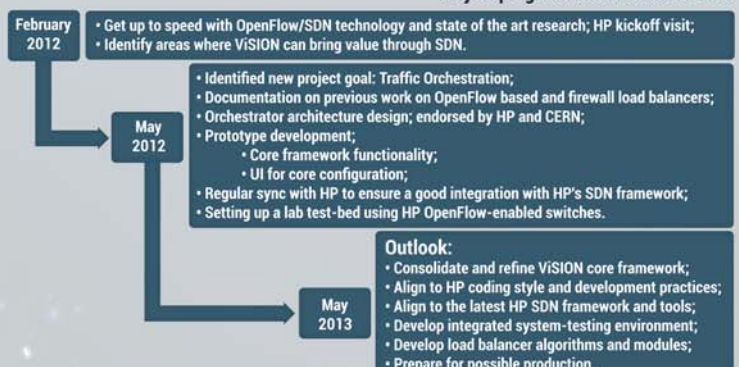 February
2012
• Get up to speed with OpenFlow/SDN technology and state of the art research; HP kickoff visit;
• Identify areas where ViSION can bring value through SDN.
May
2012
• Identified new project goal: Traffic Orchestration;
• Documentation on previous work on OpenFlow based and firewall load balancers;
• Orchestrator architecture design; endorsed by HP and CERN;
• Prototype development;
• Core framework functionality;
• UI for core configuration;
• Regular sync with HP to ensure a good integration with HP's SDN framework;
• Setting up a lab test-bed using HP OpenFlow-enabled switches.
May
2013
Outlook:
• Consolidate and refine ViSION core framework;
• Align to HP coding style and development practices;
• Align to the latest HP SDN framework and tools;
• Develop integrated system-testing environment;
• Develop load balancer algorithms and modules;
• Prepare for possible production